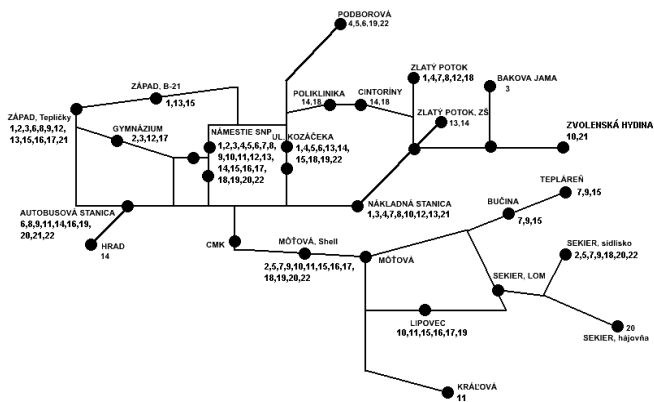 PODBOROVÁ
4,5,6,19,22
ZÁPAD, B-21
1,13,15
ZLATÝ POTOK
1,4,7,8,12,18
BAKOVA JAMA
3
POLIKLINIKA
14,18
CINTORÍNY
14,18
ZÁPAD, Tepličky
1,2,3,6,8,9,12,
13,15,16,17,21
GYMNÁZIUM
2,3,12,17
NÁMESTIE SNP
1,2,3,4,5,6,7,8,
9,10,11,12,13,
14,15,16,17,
18,19,20,22
UL. KOZÁČEKA
1,4,5,6,13,14,
15,18,19,22
ZLATÝ POTOK, ZŠ
13,14
ZVOLENSKÁ HYDINA
10,21
AUTOBUSOVÁ STANICA
6,8,9,11,14,16,19,
20,21,22
HRAD
14
NÁKLADNÁ STANICA
1,3,4,7,8,10,12,13,21
TEPLÁREŇ
7,9,15
BUČINA
7,9,15
CMK
MÔŤOVÁ, Shell
2,5,7,9,10,11,15,16,17,
18,19,20,22
MÔŤOVÁ
SEKIER, sídlisko
2,5,7,9,18,20,22
SEKIER, LOM
LIPOVEC
10,11,15,16,17,19
20
SEKIER, hájovňa
KRÁĽOVÁ
11